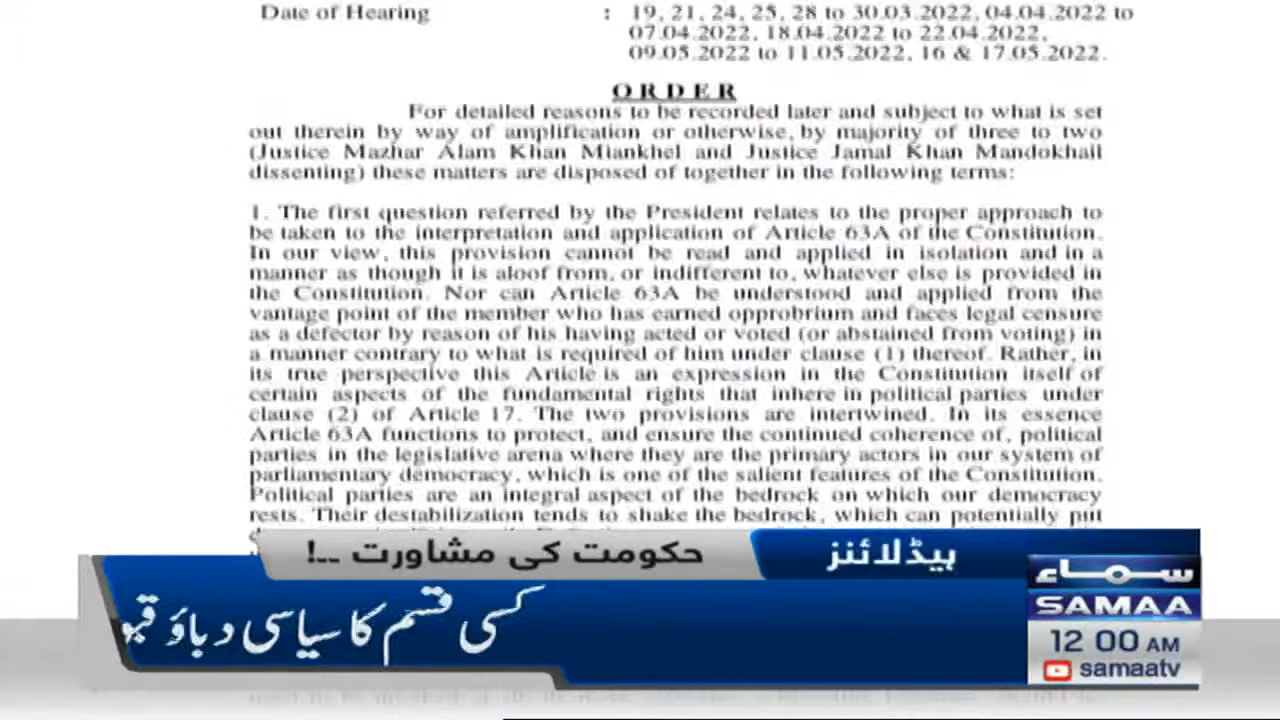 Date of Hearing : 19, 21, 24, 25, 28 to 30.03.2022, 04.04.2022 to
07.04.2022, 18.04.2022 to 22.04.2022,
09.05.2022 to 11.05.2022, 16 & 17.05.2022.
ORDER
For detailed reasons to be recorded later and subject to what is set
out therein by way of amplification or otherwise, by majority of three to two
(Justice Mazhar Alam Khan Miankhel and Justice Jamal Khan Mandokhail
dissenting) these matters are disposed of together in the following terms:
1. The first question referred by the President relates to the proper approach to
be taken to the interpretation and application of Article 63A of the Constitution.
In our view, this provision cannot be read and applied in isolation and in a
manner as though it is aloof from, or indifferent to, whatever else is provided in
the Constitution. Nor can Article 63A be understood and applied from the
vantage point of the member who has earned opprobrium and faces legal censure
as a defector by reason of his having acted or voted (or abstained from voting) in
a manner contrary to what is required of him under clause (1) thereof. Rather, in
its true perspective this Article is an expression in the Constitution itself of
certain aspects of the fundamental rights that inhere in political parties under
clause (2) of Article 17. The two provisions are intertwined. In its essence
Article 63A functions to protect, and ensure the continued coherence of, political
parties in the legislative arena where they are the primary actors in our system of
parliamentary democracy, which is one of the salient features of the Constitution.
Political parties are an integral aspect of the bedrock on which our democracy
rests. Their destabilization tends to shake the bedrock, which can potentially put
ہیڈلائنز
حکومت کی مشاورت ..!
کسی قسم کا سیاسی دباؤ
سماء
SAMAA
12 00 AM
samaatv